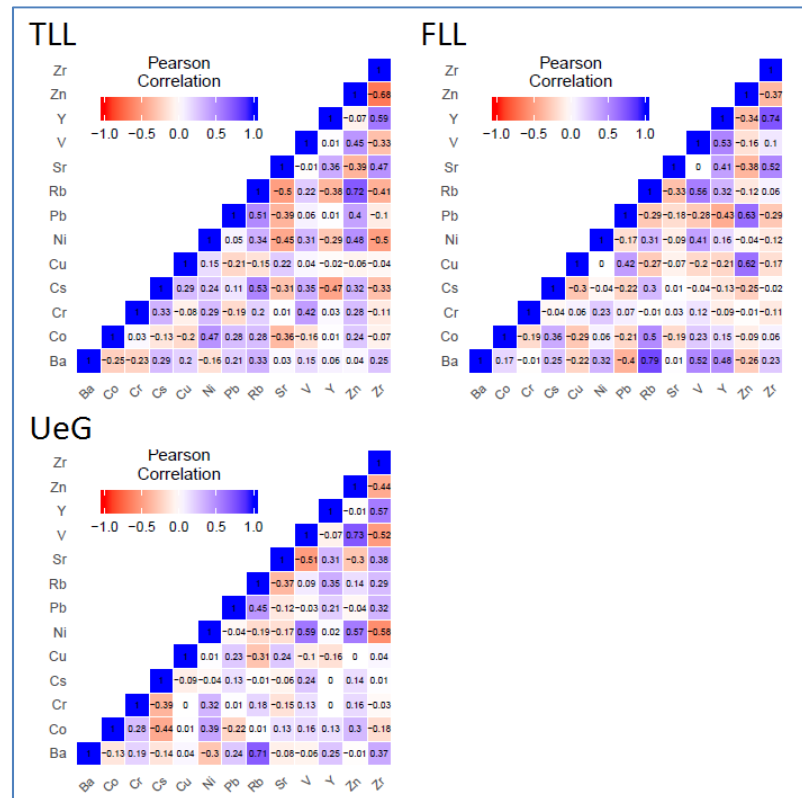 TLL
Pearson
Correlation
−1.0 −0.5 0.0 0.5 1.0
Zr 1
Zn 1 −0.68
Y 1 −0.07 0.59
V 1 0.01 0.45 −0.33
Sr 1 −0.01 0.36 −0.39 0.47
Rb 1 −0.5 0.22 −0.38 0.72 −0.41
Pb 1 0.51 −0.39 0.06 0.01 0.4 −0.1
Ni 1 0.05 0.34 −0.45 0.31 −0.29 0.48 −0.5
Cu 1 0.15 −0.21 −0.15 0.22 0.04 −0.02 −0.06 −0.04
Cs 1 0.29 0.24 0.11 0.53 −0.31 0.35 −0.47 0.32 −0.33
Cr 1 0.33 −0.08 0.29 −0.19 0.2 0.01 0.42 0.03 0.28 −0.11
Co 1 0.03 −0.13 −0.2 0.47 0.28 0.28 −0.36 −0.16 0.01 0.24 −0.07
Ba 1 −0.25 −0.23 0.29 0.2 −0.16 0.21 0.33 0.03 0.15 0.06 0.04 0.25
Ba Co Cr Cs Cu Ni Pb Rb Sr V Y Zn Zr
FLL
Pearson
Correlation
−1.0 −0.5 0.0 0.5 1.0
Zr 1
Zn 1 −0.37
Y 1 −0.34 0.74
V 1 0.53 −0.16 0.1
Sr 1 0 0.41 −0.38 0.52
Rb 1 −0.33 0.56 0.32 −0.12 0.06
Pb 1 −0.29 −0.18 −0.28 −0.43 0.63 −0.29
Ni 1 −0.17 0.31 −0.09 0.41 0.16 −0.04 −0.12
Cu 1 0 0.42 −0.27 −0.07 −0.2 −0.21 0.62 −0.17
Cs 1 −0.3 −0.04 −0.22 0.3 0.01 −0.04 −0.13 −0.25 −0.02
Cr 1 −0.04 0.06 0.23 0.07 −0.01 0.03 0.12 −0.09 −0.01 −0.11
Co 1 −0.19 0.36 −0.29 0.06 −0.19 0.5 −0.19 0.23 0.15 −0.09 0.06
Ba 1 0.17 −0.01 0.25 −0.22 0.32 −0.4 0.79 0.01 0.52 0.48 −0.26 0.23
Ba Co Cr Cs Cu Ni Pb Rb Sr V Y Zn Zr
UeG
Pearson
Correlation
−1.0 −0.5 0.0 0.5 1.0
Zr 1
Zn 1 −0.44
Y 1 −0.01 0.57
V 1 −0.07 0.73 −0.52
Sr 1 −0.51 0.31 −0.3 0.38
Rb 1 −0.37 0.09 0.35 0.14 0.29
Pb 1 0.45 −0.12 −0.03 0.21 −0.04 0.32
Ni 1 −0.04 −0.19 −0.17 0.59 0.02 0.57 −0.58
Cu 1 0.01 0.23 −0.31 0.24 −0.1 −0.16 0 0.04
Cs 1 −0.09 −0.04 0.13 −0.01 −0.06 0.24 0 0.14 0.01
Cr 1 −0.39 0 0.32 0.01 0.18 −0.15 0.13 0 0.16 −0.03
Co 1 0.28 −0.44 0.01 0.39 −0.22 0.01 0.13 0.16 0.13 0.3 −0.18
Ba 1 −0.13 0.19 −0.14 0.04 −0.3 0.24 0.71 −0.08 −0.06 0.25 −0.01 0.37
Ba Co Cr Cs Cu Ni Pb Rb Sr V Y Zn Zr